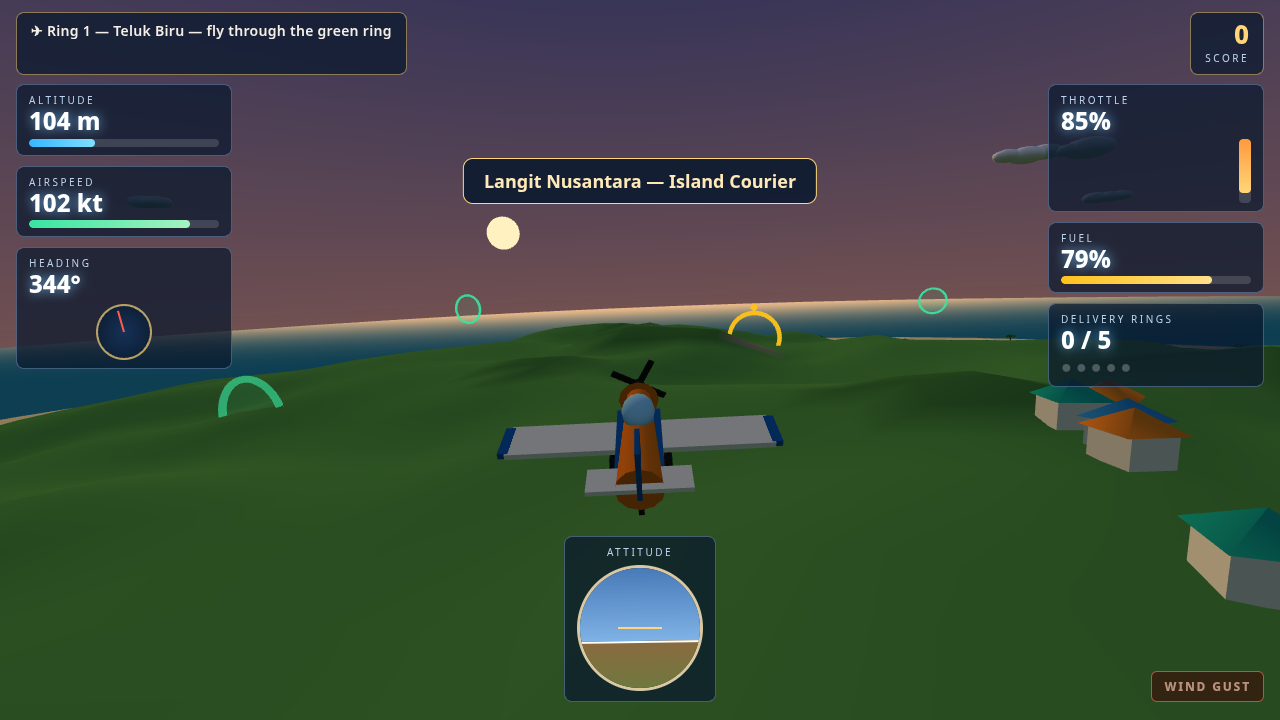 ✈ Ring 1 — Teluk Biru — fly through the green ring
0
SCORE
ALTITUDE
104 m
AIRSPEED
102 kt
HEADING
344°
Langit Nusantara — Island Courier
THROTTLE
85%
FUEL
79%
DELIVERY RINGS
0 / 5
ATTITUDE
WIND GUST